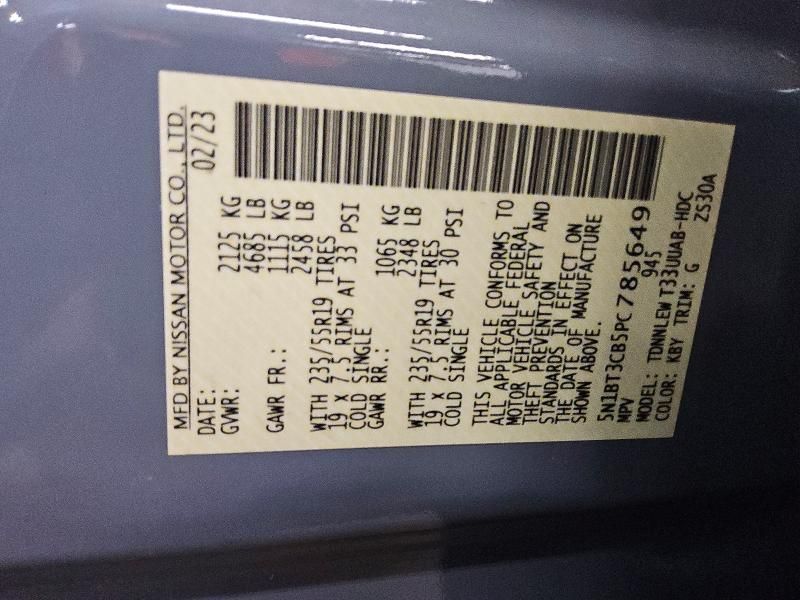 MFD BY NISSAN MOTOR CO., LTD.
DATE: 02/23
GVWR: 2125 KG
4685 LB
GAWR FR.: 1115 KG
2458 LB
WITH 235/55R19 TIRES
19 X 7.5 RIMS AT 33 PSI
COLD SINGLE
GAWR RR.: 1065 KG
2348 LB
WITH 235/55R19 TIRES
19 X 7.5 RIMS AT 30 PSI
COLD SINGLE
THIS VEHICLE CONFORMS TO
ALL APPLICABLE FEDERAL
MOTOR VEHICLE SAFETY AND
THEFT PREVENTION
STANDARDS IN EFFECT ON
THE DATE OF MANUFACTURE
SHOWN ABOVE.
5N1BT3CB5PC785649
MPV 945
MODEL: TDNNLEWT33UUAB-HDC
COLOR: KBY TRIM: G ZS30A